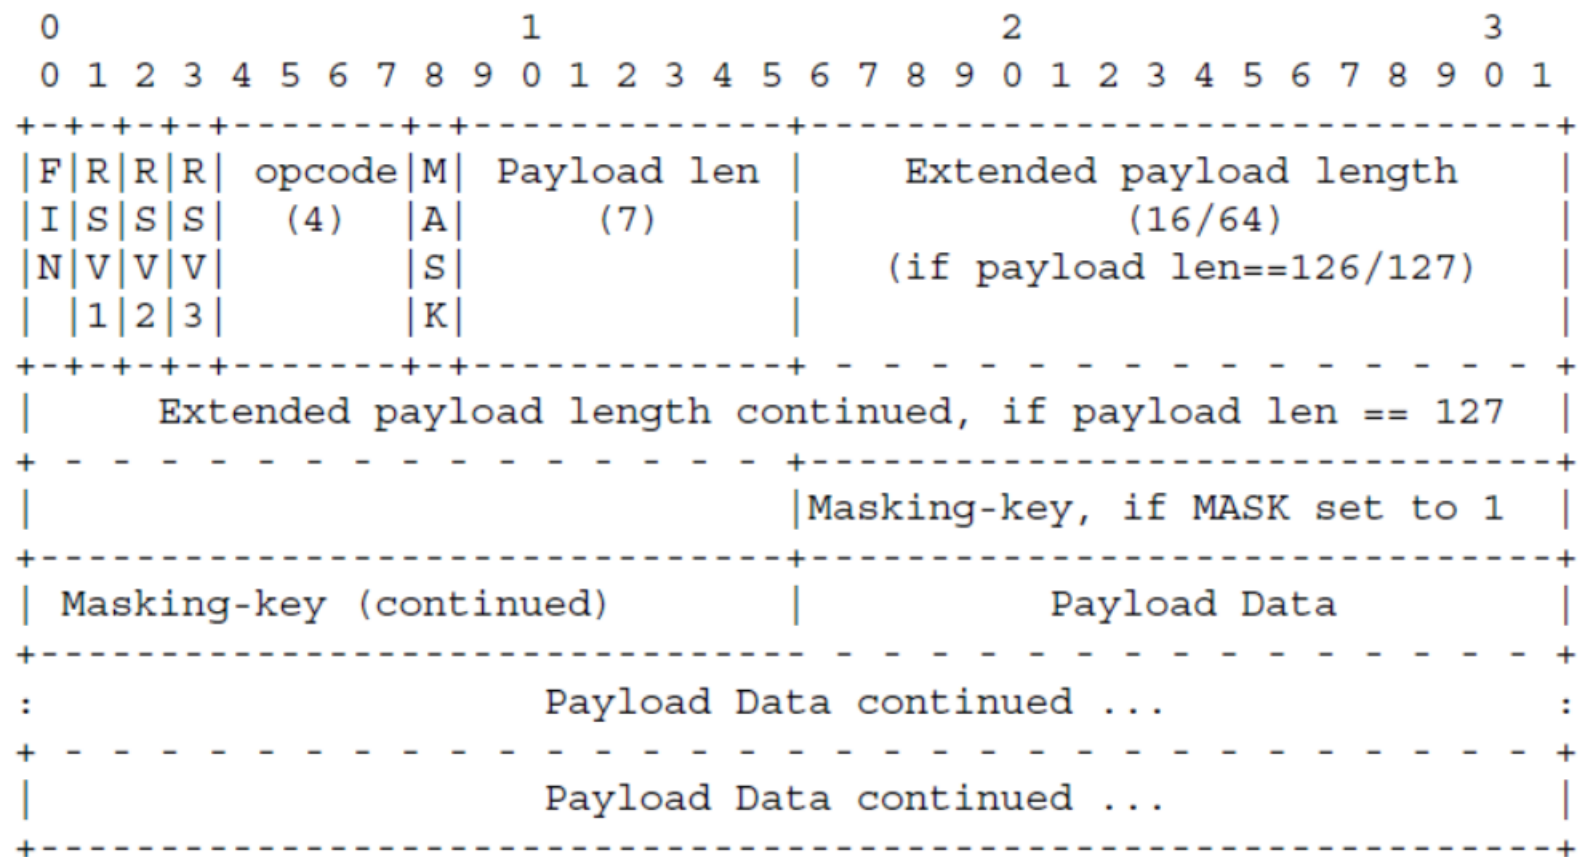 0                   1                   2                   3
 0 1 2 3 4 5 6 7 8 9 0 1 2 3 4 5 6 7 8 9 0 1 2 3 4 5 6 7 8 9 0 1
+-+-+-+-+-------+-+-------------+-------------------------------+
|F|R|R|R| opcode|M| Payload len |    Extended payload length    |
|I|S|S|S|  (4)  |A|     (7)     |             (16/64)           |
|N|V|V|V|       |S|             |   (if payload len==126/127)   |
| |1|2|3|       |K|             |                               |
+-+-+-+-+-------+-+-------------+ - - - - - - - - - - - - - - - +
|     Extended payload length continued, if payload len == 127  |
+ - - - - - - - - - - - - - - - +-------------------------------+
|                               |Masking-key, if MASK set to 1  |
+-------------------------------+-------------------------------+
| Masking-key (continued)       |          Payload Data         |
+-------------------------------- - - - - - - - - - - - - - - - +
:                     Payload Data continued ...                :
+ - - - - - - - - - - - - - - - - - - - - - - - - - - - - - - - +
|                     Payload Data continued ...                |
+---------------------------------------------------------------+